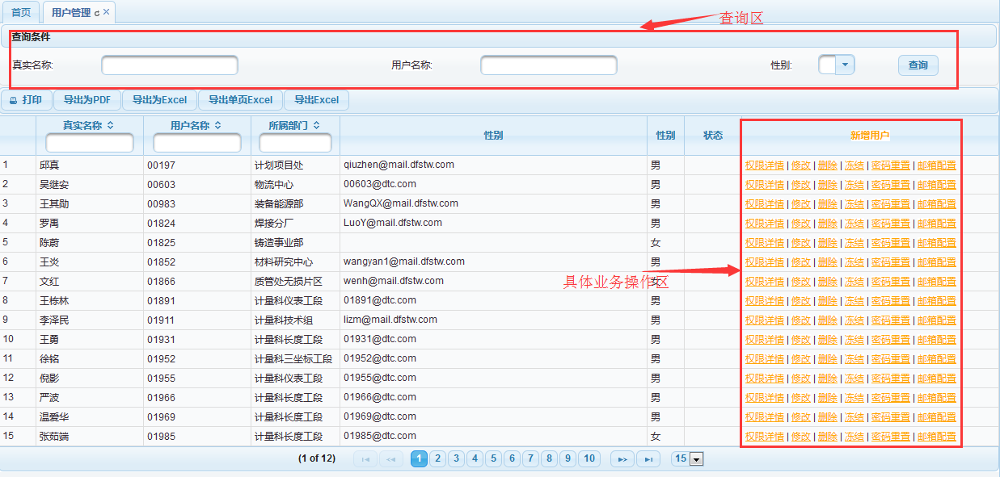 首页 用户管理
查询区
查询条件
真实名称: 用户名称: 性别: 查询
打印 导出为PDF 导出为Excel 导出单页Excel 导出Excel
真实名称 用户名称 所属部门 性别 性别 状态 新增用户
1 邱真 00197 计划项目处 qiuzhen@mail.dfstw.com 男 权限详情 | 修改 | 删除 | 冻结 | 密码重置 | 邮箱配置
2 吴继安 00603 物流中心 00603@dtc.com 男 权限详情 | 修改 | 删除 | 冻结 | 密码重置 | 邮箱配置
3 王其勋 00983 装备能源部 WangQX@mail.dfstw.com 男 权限详情 | 修改 | 删除 | 冻结 | 密码重置 | 邮箱配置
4 罗禹 01824 焊接分厂 LuoY@mail.dfstw.com 男 权限详情 | 修改 | 删除 | 冻结 | 密码重置 | 邮箱配置
5 陈蔚 01825 铸造事业部 女 权限详情 | 修改 | 删除 | 冻结 | 密码重置 | 邮箱配置
6 王炎 01852 材料研究中心 wangyan1@mail.dfstw.com 男 权限详情 | 修改 | 删除 | 冻结 | 密码重置 | 邮箱配置
7 文红 01866 质管处无损片区 wenh@mail.dfstw.com 女 权限详情 | 修改 | 删除 | 冻结 | 密码重置 | 邮箱配置
具体业务操作区
8 王栋林 01891 计量科仪表工段 01891@dtc.com 男 权限详情 | 修改 | 删除 | 冻结 | 密码重置 | 邮箱配置
9 李泽民 01911 计量科技术组 lizm@mail.dfstw.com 男 权限详情 | 修改 | 删除 | 冻结 | 密码重置 | 邮箱配置
10 王勇 01931 计量科长度工段 01931@dtc.com 男 权限详情 | 修改 | 删除 | 冻结 | 密码重置 | 邮箱配置
11 徐铭 01952 计量科三坐标工段 01952@dtc.com 男 权限详情 | 修改 | 删除 | 冻结 | 密码重置 | 邮箱配置
12 倪影 01955 计量科仪表工段 01955@dtc.com 男 权限详情 | 修改 | 删除 | 冻结 | 密码重置 | 邮箱配置
13 严波 01966 计量科长度工段 01966@dtc.com 男 权限详情 | 修改 | 删除 | 冻结 | 密码重置 | 邮箱配置
14 温爱华 01969 计量科长度工段 01969@dtc.com 男 权限详情 | 修改 | 删除 | 冻结 | 密码重置 | 邮箱配置
15 张茹端 01985 计量科长度工段 01985@dtc.com 女 权限详情 | 修改 | 删除 | 冻结 | 密码重置 | 邮箱配置
(1 of 12) 1 2 3 4 5 6 7 8 9 10 15